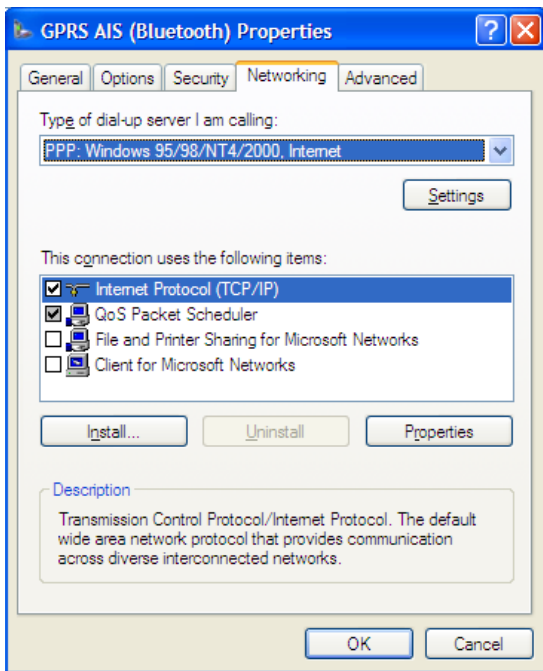 GPRS AIS (Bluetooth) Properties
General Options Security Networking Advanced
Type of dial-up server I am calling:
PPP: Windows 95/98/NT4/2000, Internet
Settings
This connection uses the following items:
Internet Protocol (TCP/IP)
QoS Packet Scheduler
File and Printer Sharing for Microsoft Networks
Client for Microsoft Networks
Install... Uninstall Properties
Description
Transmission Control Protocol/Internet Protocol. The default
wide area network protocol that provides communication
across diverse interconnected networks.
OK Cancel